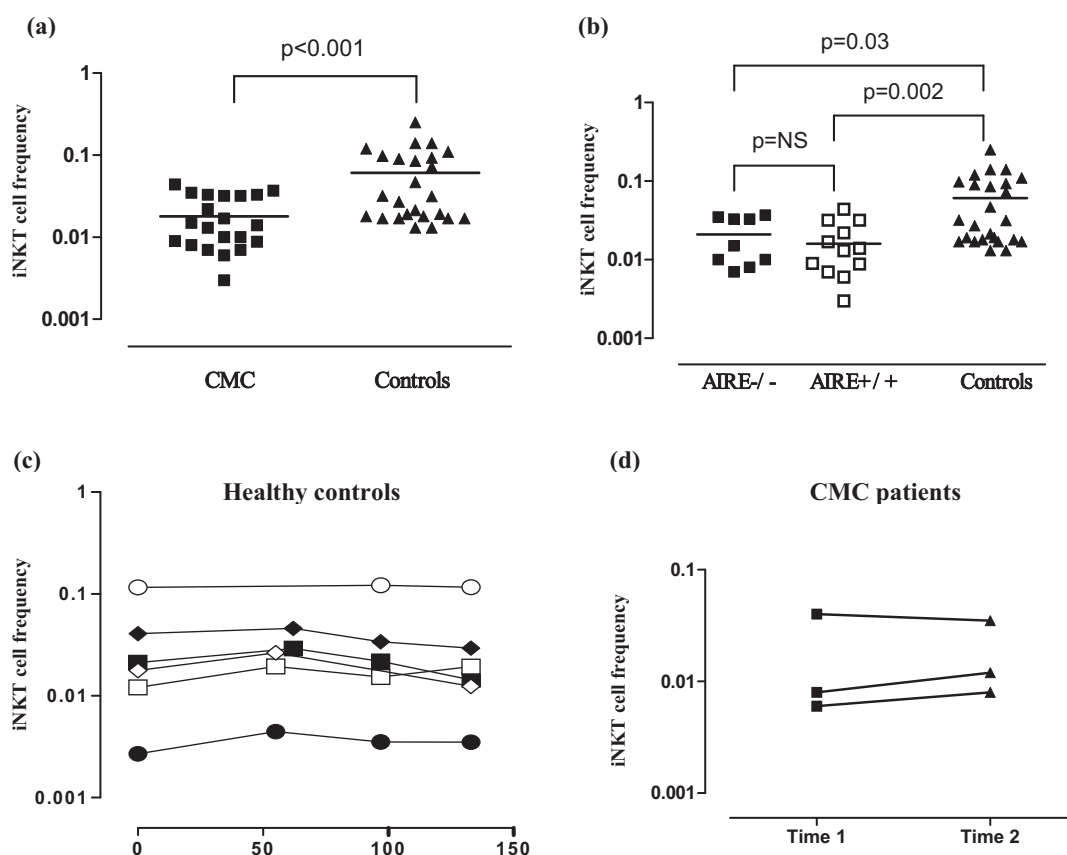 (a)
p<0.001
1
0.1
0.01
0.001
iNKT cell frequency
CMC
Controls
(b)
p=0.03
p=0.002
p=NS
1
0.1
0.01
0.001
iNKT cell frequency
AIRE-/ -
AIRE+/ +
Controls
(c)
Healthy controls
1
0.1
0.01
0.001
iNKT cell frequency
0
50
100
150
(d)
CMC patients
0.1
0.01
0.001
iNKT cell frequency
Time 1
Time 2